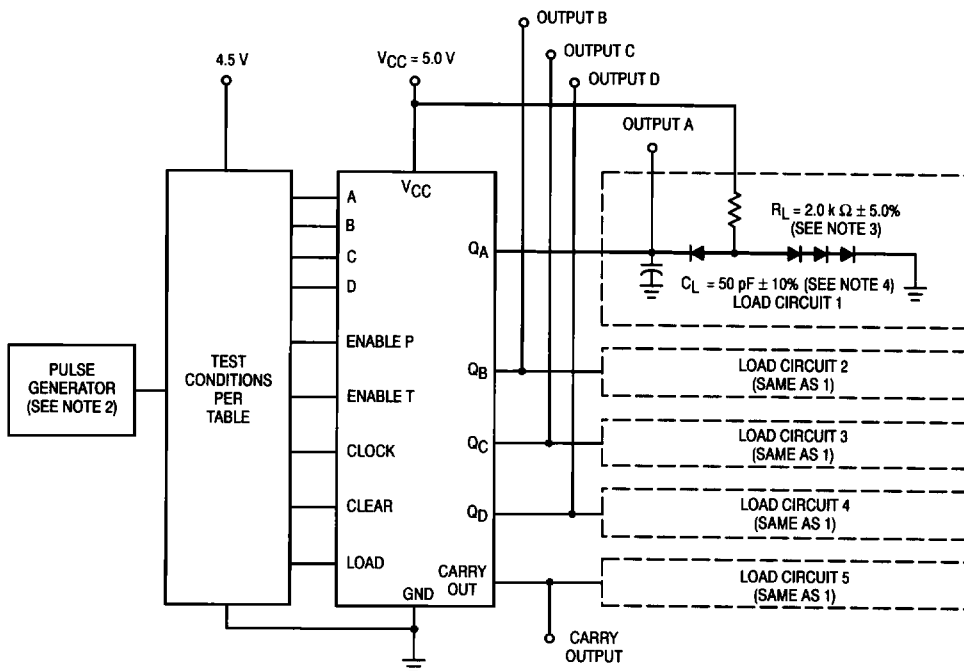 OUTPUT B
OUTPUT C
OUTPUT D
4.5 V
VCC = 5.0 V
OUTPUT A
VCC
A
B
C
D
ENABLE P
ENABLE T
CLOCK
CLEAR
LOAD
GND
QA
QB
QC
QD
CARRY
OUT
RL = 2.0 k Ω ± 5.0%
(SEE NOTE 3)
CL = 50 pF ± 10% (SEE NOTE 4)
LOAD CIRCUIT 1
PULSE
GENERATOR
(SEE NOTE 2)
TEST
CONDITIONS
PER
TABLE
LOAD CIRCUIT 2
(SAME AS 1)
LOAD CIRCUIT 3
(SAME AS 1)
LOAD CIRCUIT 4
(SAME AS 1)
LOAD CIRCUIT 5
(SAME AS 1)
CARRY
OUTPUT